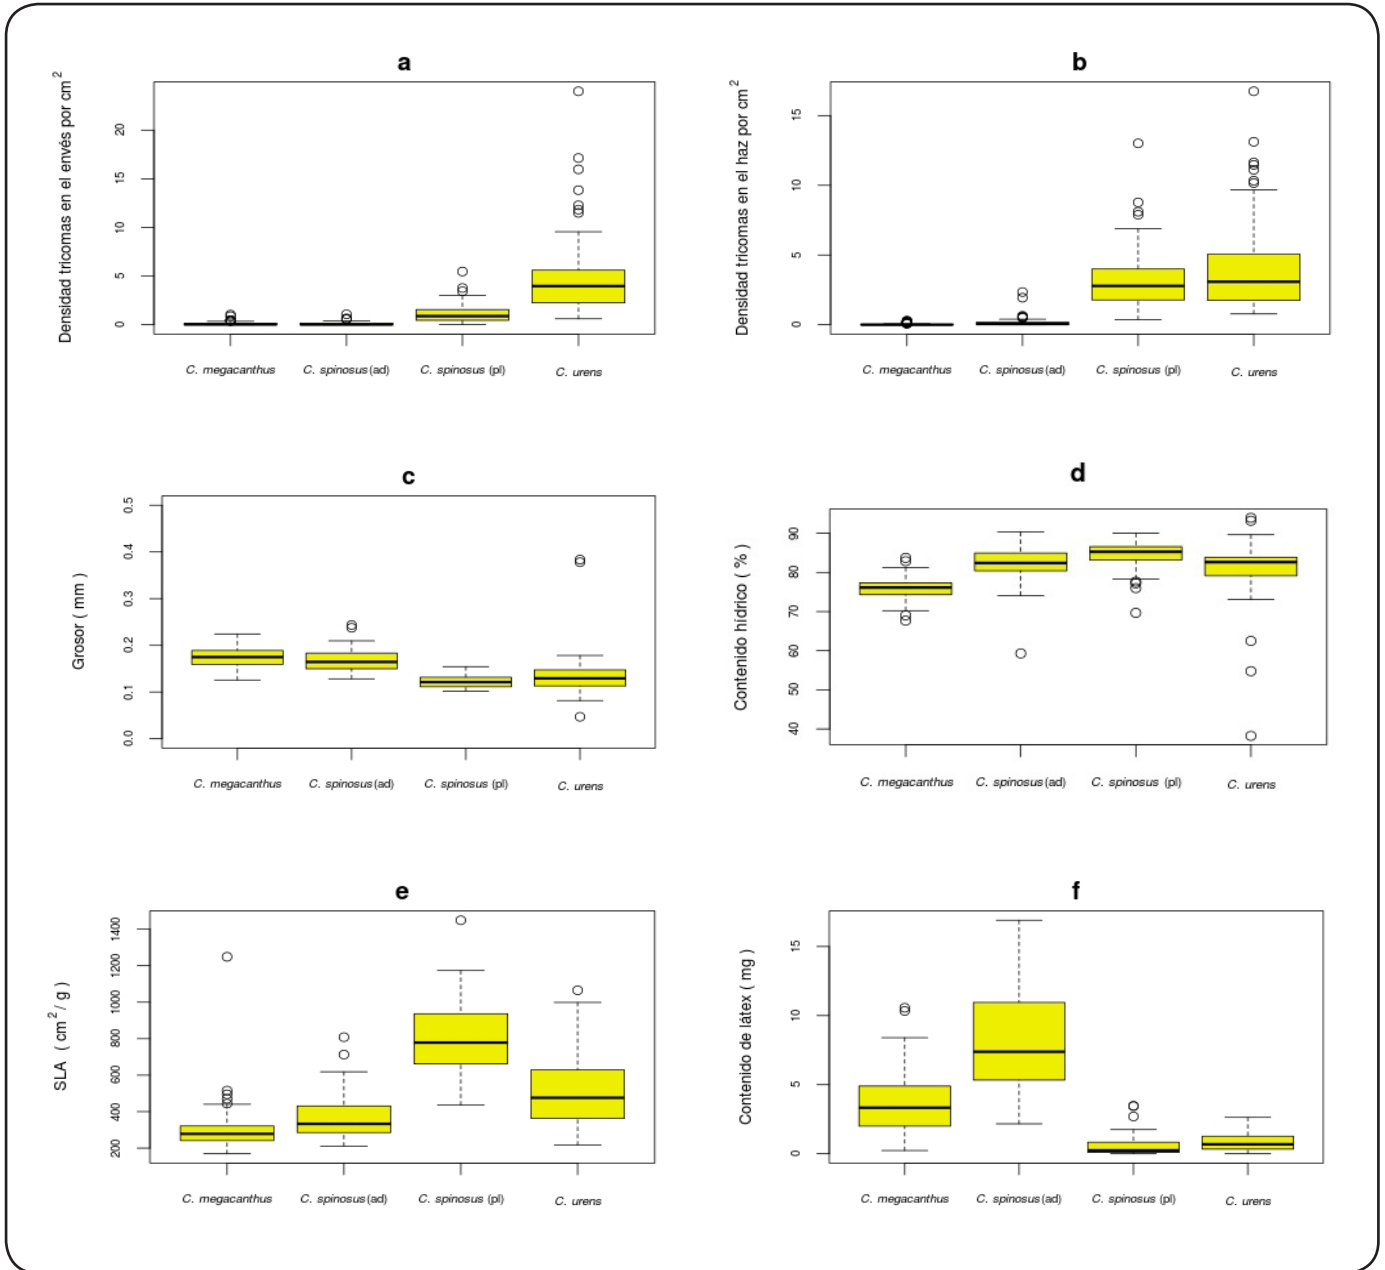 a
Densidad tricomas en el envés por cm2
20
15
10
5
0
C. megacanthus
C. spinosus (ad)
C. spinosus (pl)
C. urens
b
Densidad tricomas en el haz por cm2
15
10
5
0
C. megacanthus
C. spinosus (ad)
C. spinosus (pl)
C. urens
c
Grosor ( mm )
0.5
0.4
0.3
0.2
0.1
0.0
C. megacanthus
C. spinosus (ad)
C. spinosus (pl)
C. urens
d
Contenido hídrico ( % )
90
80
70
60
50
40
C. megacanthus
C. spinosus (ad)
C. spinosus (pl)
C. urens
e
SLA ( cm2 / g )
1400
1200
1000
800
600
400
200
C. megacanthus
C. spinosus (ad)
C. spinosus (pl)
C. urens
f
Contenido de látex ( mg )
15
10
5
0
C. megacanthus
C. spinosus (ad)
C. spinosus (pl)
C. urens